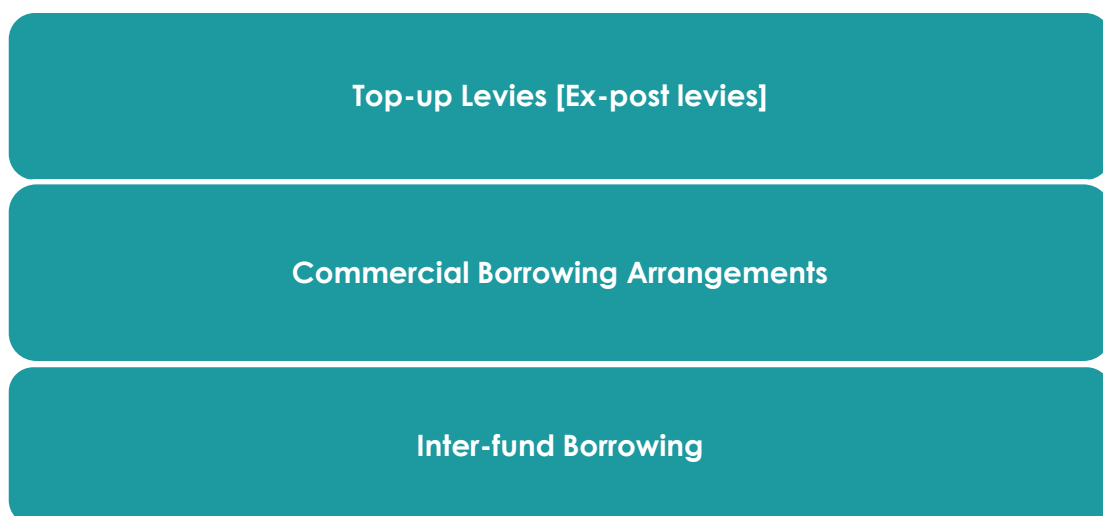 Top-up Levies [Ex-post levies]
Commercial Borrowing Arrangements
Inter-fund Borrowing